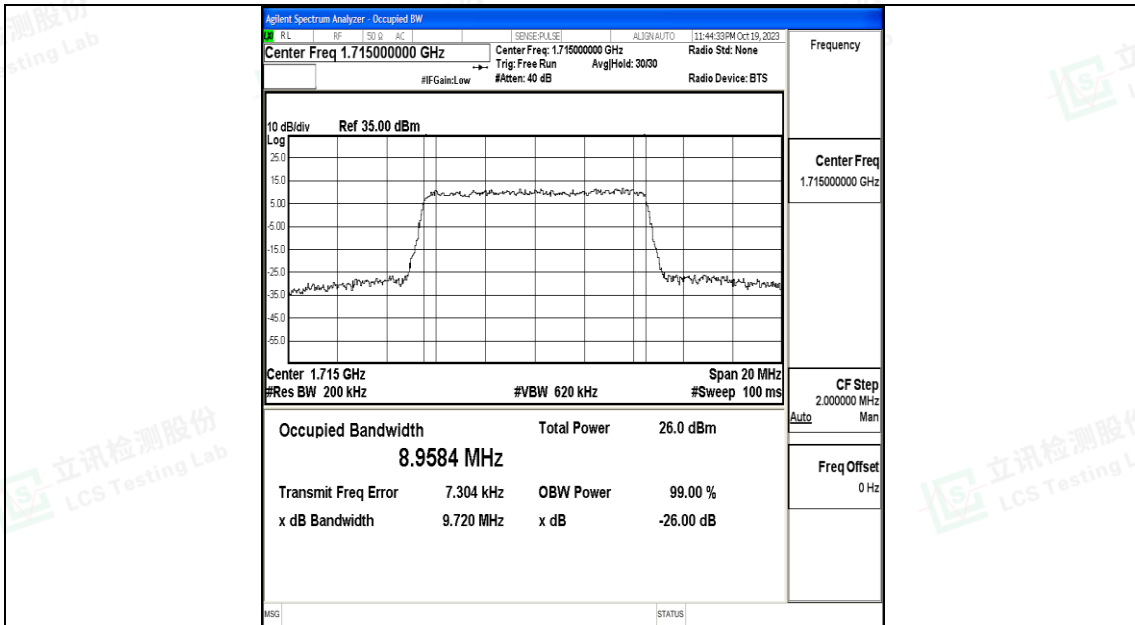 Agilent Spectrum Analyzer - Occupied BW
RL RF 50 Ω AC SENSE:PULSE ALIGN AUTO 11:44:33 PM Oct 19, 2023
Center Freq 1.715000000 GHz
Center Freq: 1.715000000 GHz
Radio Std: None
Trig: Free Run Avg|Hold: 30/30
#IFGain:Low
#Atten: 40 dB
Radio Device: BTS
10 dB/div Ref 35.00 dBm
Log
25.0
15.0
5.00
-5.00
-15.0
-25.0
-35.0
-45.0
-55.0
Center 1.715 GHz Span 20 MHz
#Res BW 200 kHz #VBW 620 kHz #Sweep 100 ms
Occupied Bandwidth Total Power 26.0 dBm
8.9584 MHz
Transmit Freq Error 7.304 kHz OBW Power 99.00 %
x dB Bandwidth 9.720 MHz x dB -26.00 dB
MSG STATUS
Frequency
Center Freq
1.715000000 GHz
CF Step
2.000000 MHz
Auto Man
Freq Offset
0 Hz
立讯检测股份
LCS Testing Lab
立讯检测股份
LCS Testing L
测股份
sting Lab
立
L